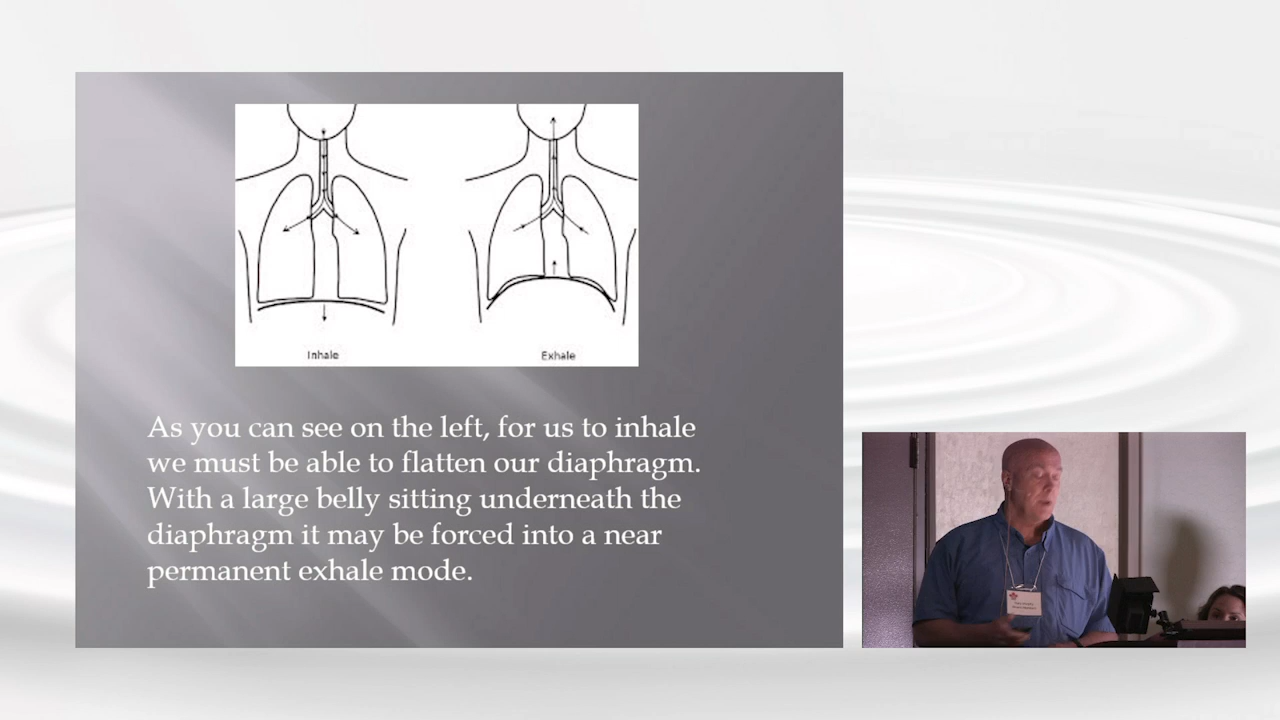 Inhale
Exhale
As you can see on the left, for us to inhale
we must be able to flatten our diaphragm.
With a large belly sitting underneath the
diaphragm it may be forced into a near
permanent exhale mode.